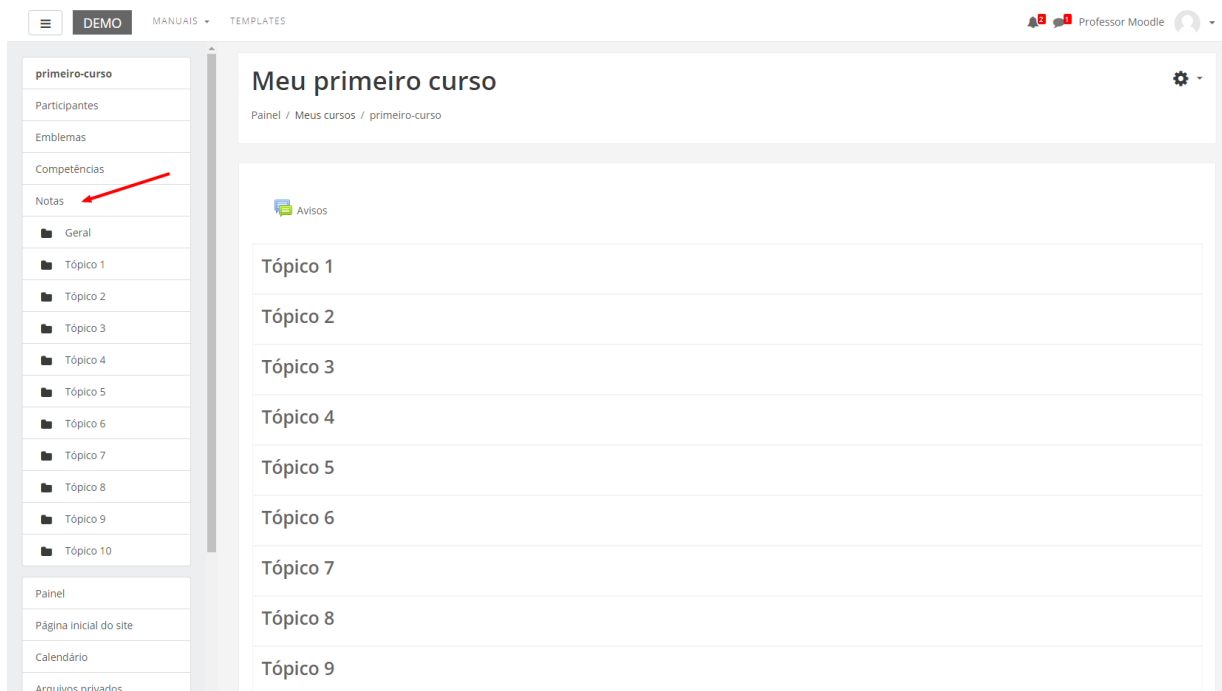 DEMO MANUAIS TEMPLATES 2 1 Professor Moodle
primeiro-curso
Participantes
Emblemas
Competências
Notas
Geral
Tópico 1
Tópico 2
Tópico 3
Tópico 4
Tópico 5
Tópico 6
Tópico 7
Tópico 8
Tópico 9
Tópico 10
Painel
Página inicial do site
Calendário
Arquivos privados
Meu primeiro curso
Painel / Meus cursos / primeiro-curso
Avisos
Tópico 1
Tópico 2
Tópico 3
Tópico 4
Tópico 5
Tópico 6
Tópico 7
Tópico 8
Tópico 9